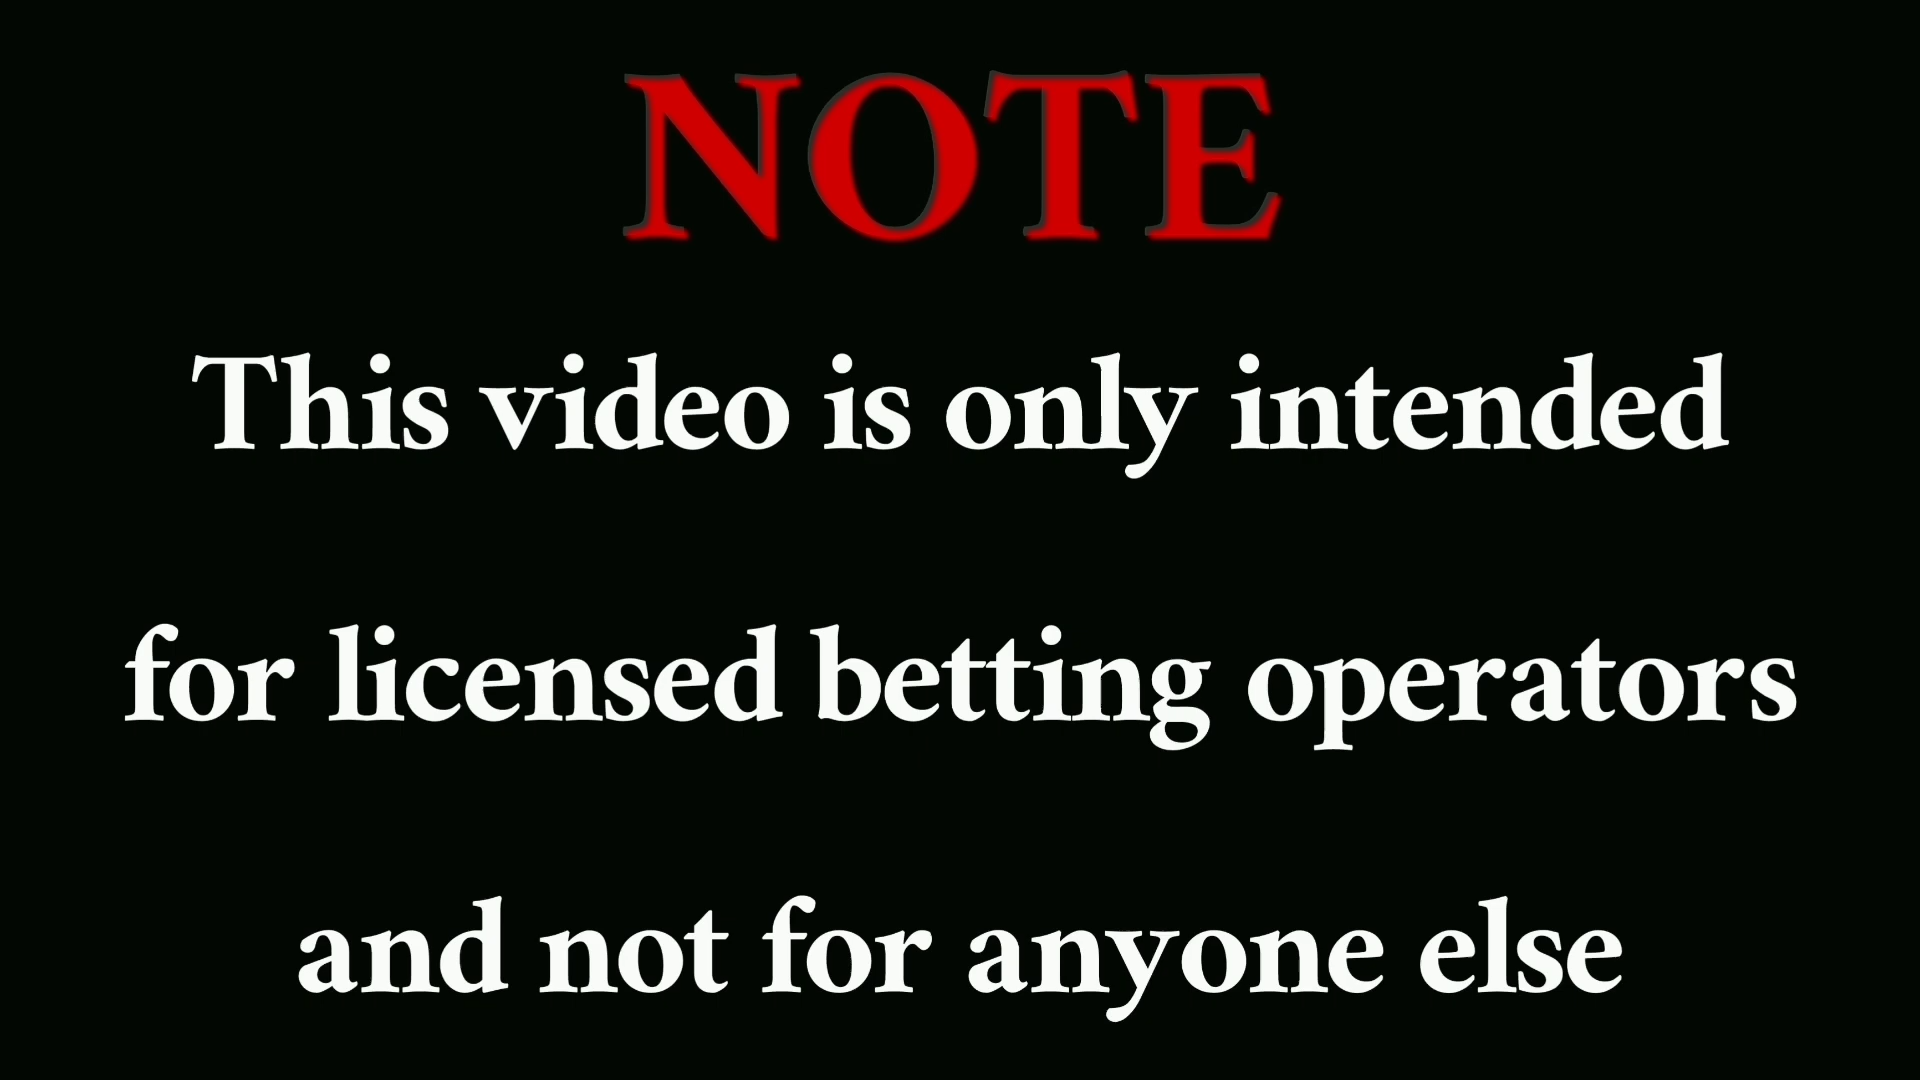 NOTE
This video is only intended
for licensed betting operators
and not for anyone else